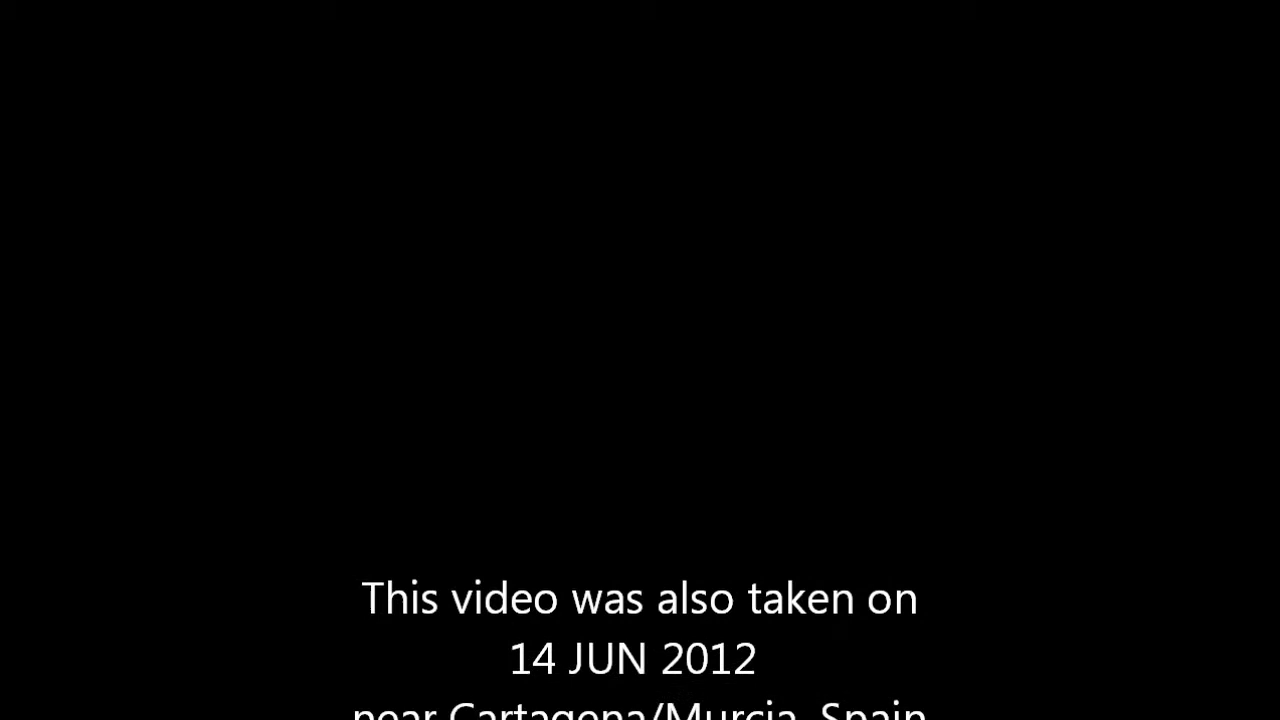 This video was also taken on
14 JUN 2012
near Cartagena/Murcia, Spain